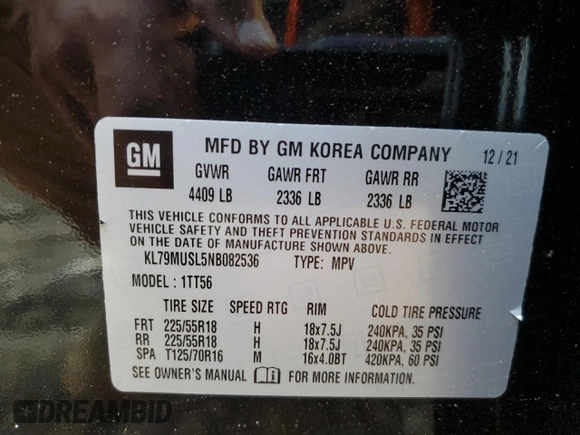 GM MFD BY GM KOREA COMPANY 12/21
GVWR GAWR FRT GAWR RR
4409 LB 2336 LB 2336 LB
THIS VEHICLE CONFORMS TO ALL APPLICABLE U.S. FEDERAL MOTOR
VEHICLE SAFETY AND THEFT PREVENTION STANDARDS IN EFFECT
ON THE DATE OF MANUFACTURE SHOWN ABOVE.
KL79MUSL5NB082536 TYPE: MPV
MODEL: 1TT56
TIRE SIZE SPEED RTG RIM COLD TIRE PRESSURE
FRT 225/55R18 H 18x7.5J 240KPA, 35 PSI
RR 225/55R18 H 18x7.5J 240KPA, 35 PSI
SPA T125/70R16 M 16x4.0BT 420KPA, 60 PSI
SEE OWNER'S MANUAL FOR MORE INFORMATION.
DREAMBID